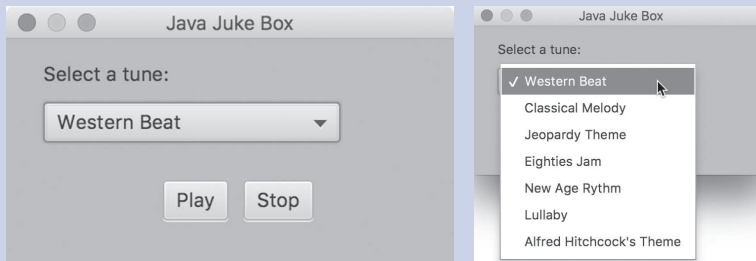 Java Juke Box
Select a tune:
Western Beat
Play Stop
Java Juke Box
Select a tune:
✓ Western Beat
Classical Melody
Jeopardy Theme
Eighties Jam
New Age Rythm
Lullaby
Alfred Hitchcock's Theme